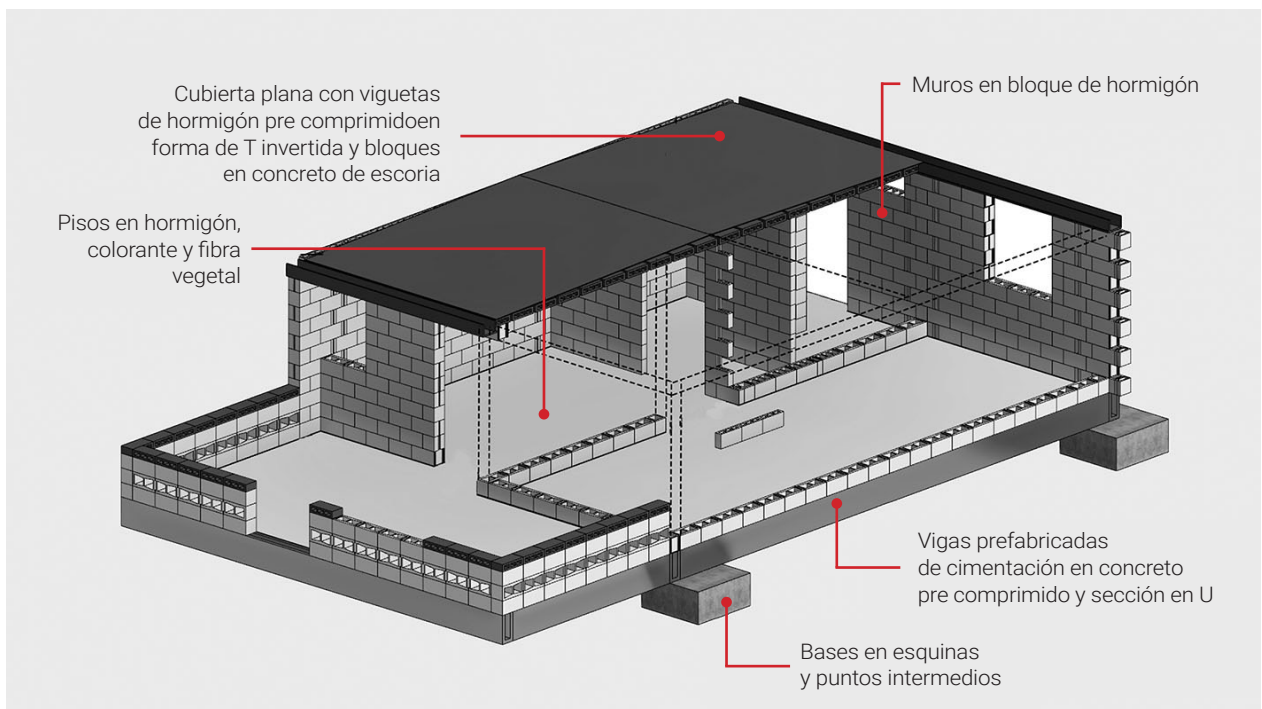 Cubierta plana con viguetas
de hormigón pre comprimidoen
forma de T invertida y bloques
en concreto de escoria
Muros en bloque de hormigón
Pisos en hormigón,
colorante y fibra
vegetal
Vigas prefabricadas
de cimentación en concreto
pre comprimido y sección en U
Bases en esquinas
y puntos intermedios